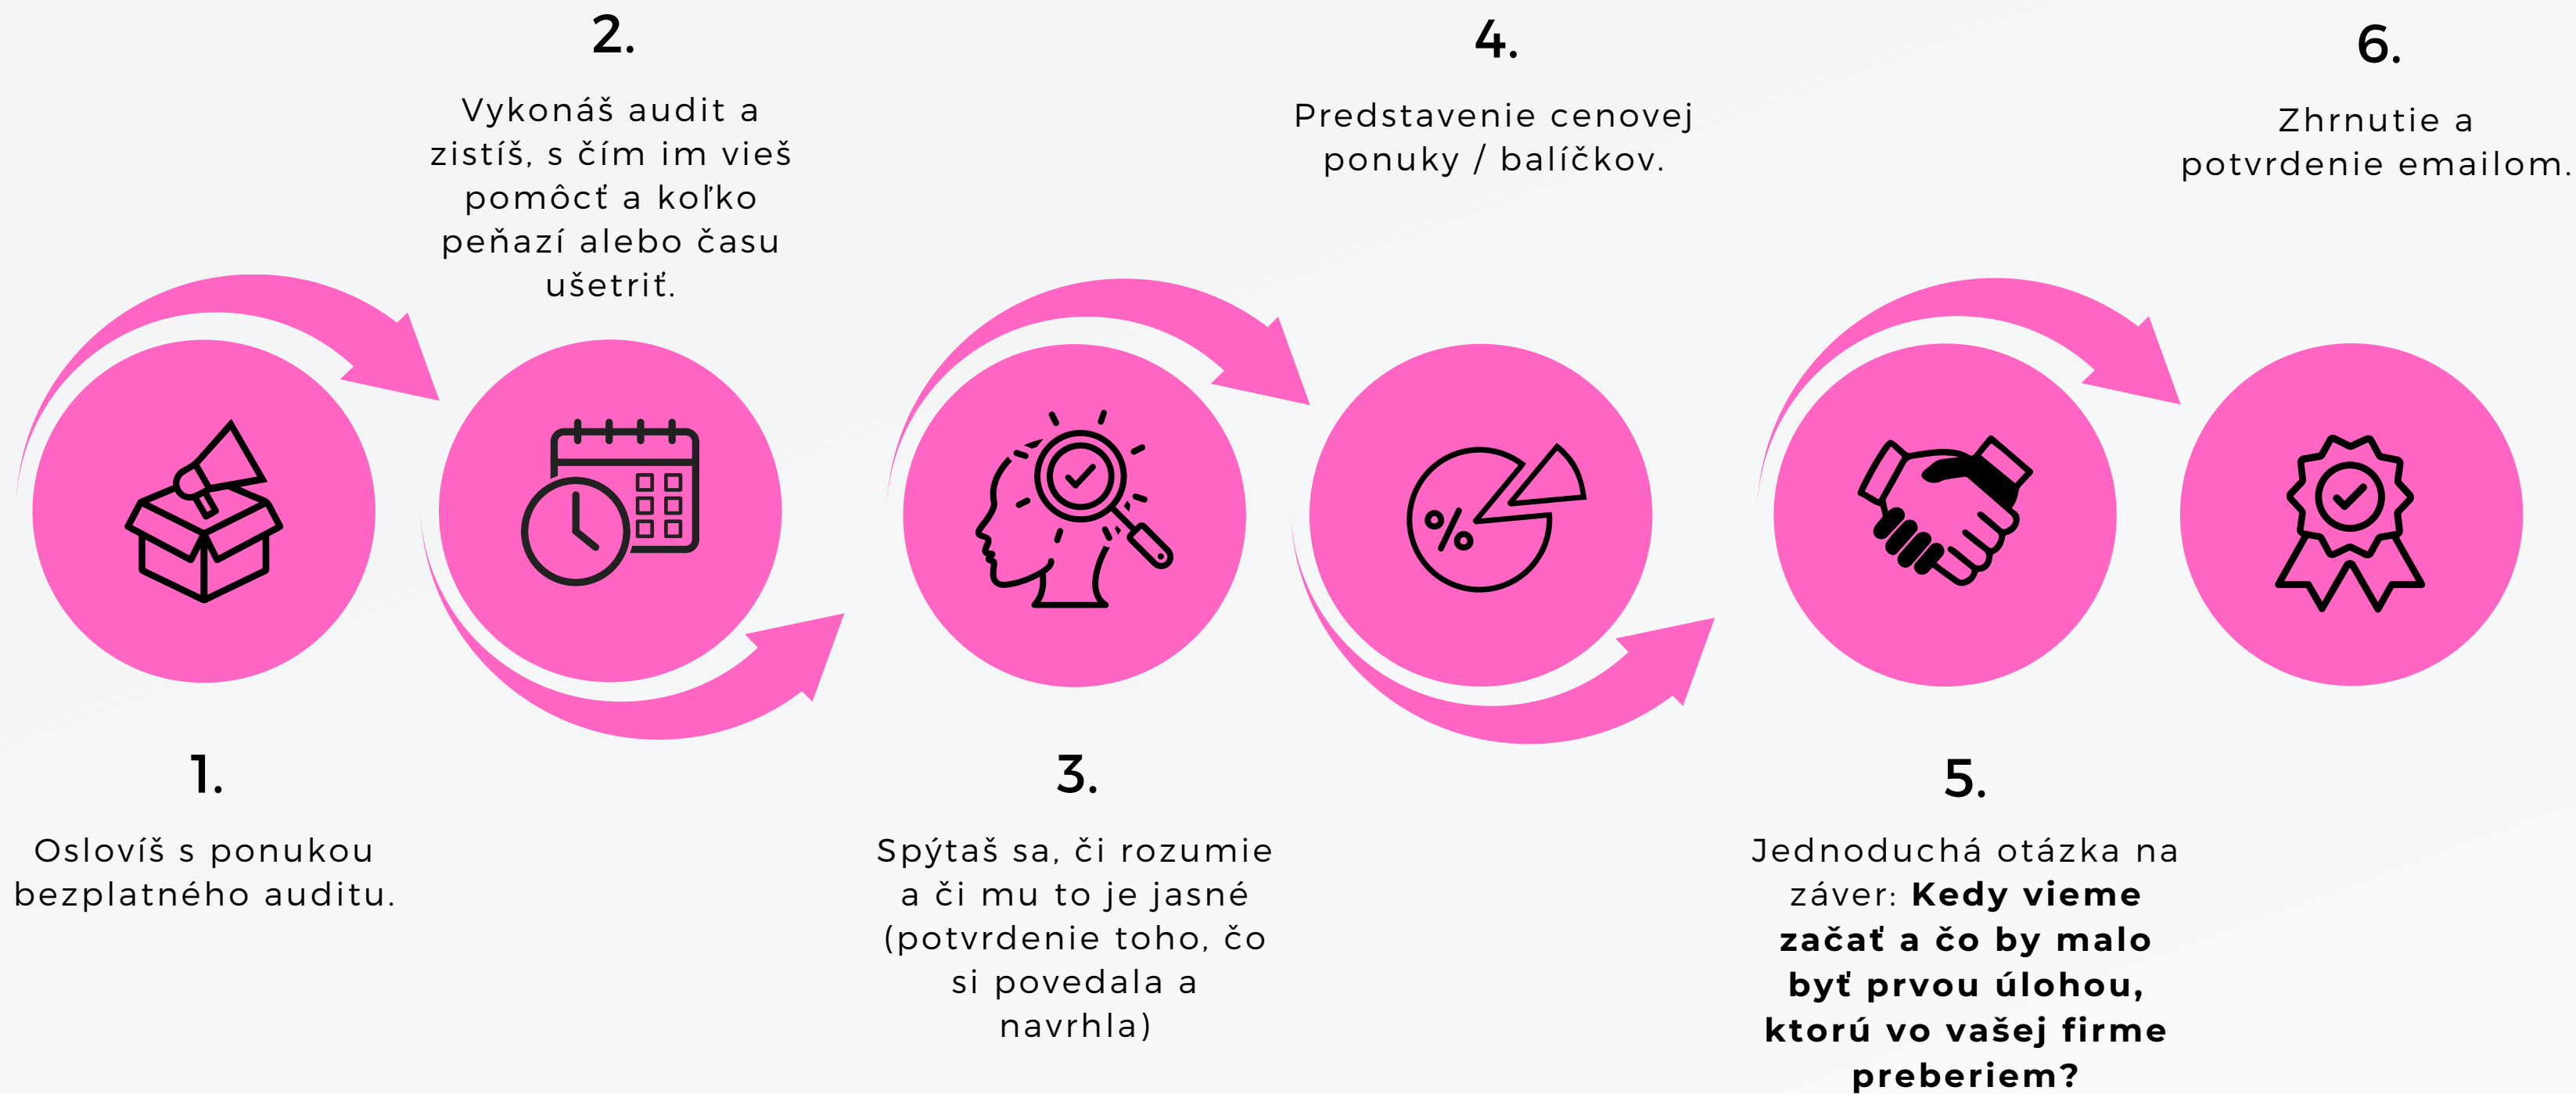 1.
Oslovíš s ponukou
bezplatného auditu.
2.
Vykonáš audit a
zistíš, s čím im vieš
pomôcť a koľko
peňazí alebo času
ušetriť.
3.
Spýtaš sa, či rozumie
a či mu to je jasné
(potvrdenie toho, čo
si povedala a
navrhla)
4.
Predstavenie cenovej
ponuky / balíčkov.
%
5.
Jednoduchá otázka na
záver: Kedy vieme
začať a čo by malo
byť prvou úlohou,
ktorú vo vašej firme
preberiem?
6.
Zhrnutie a
potvrdenie emailom.